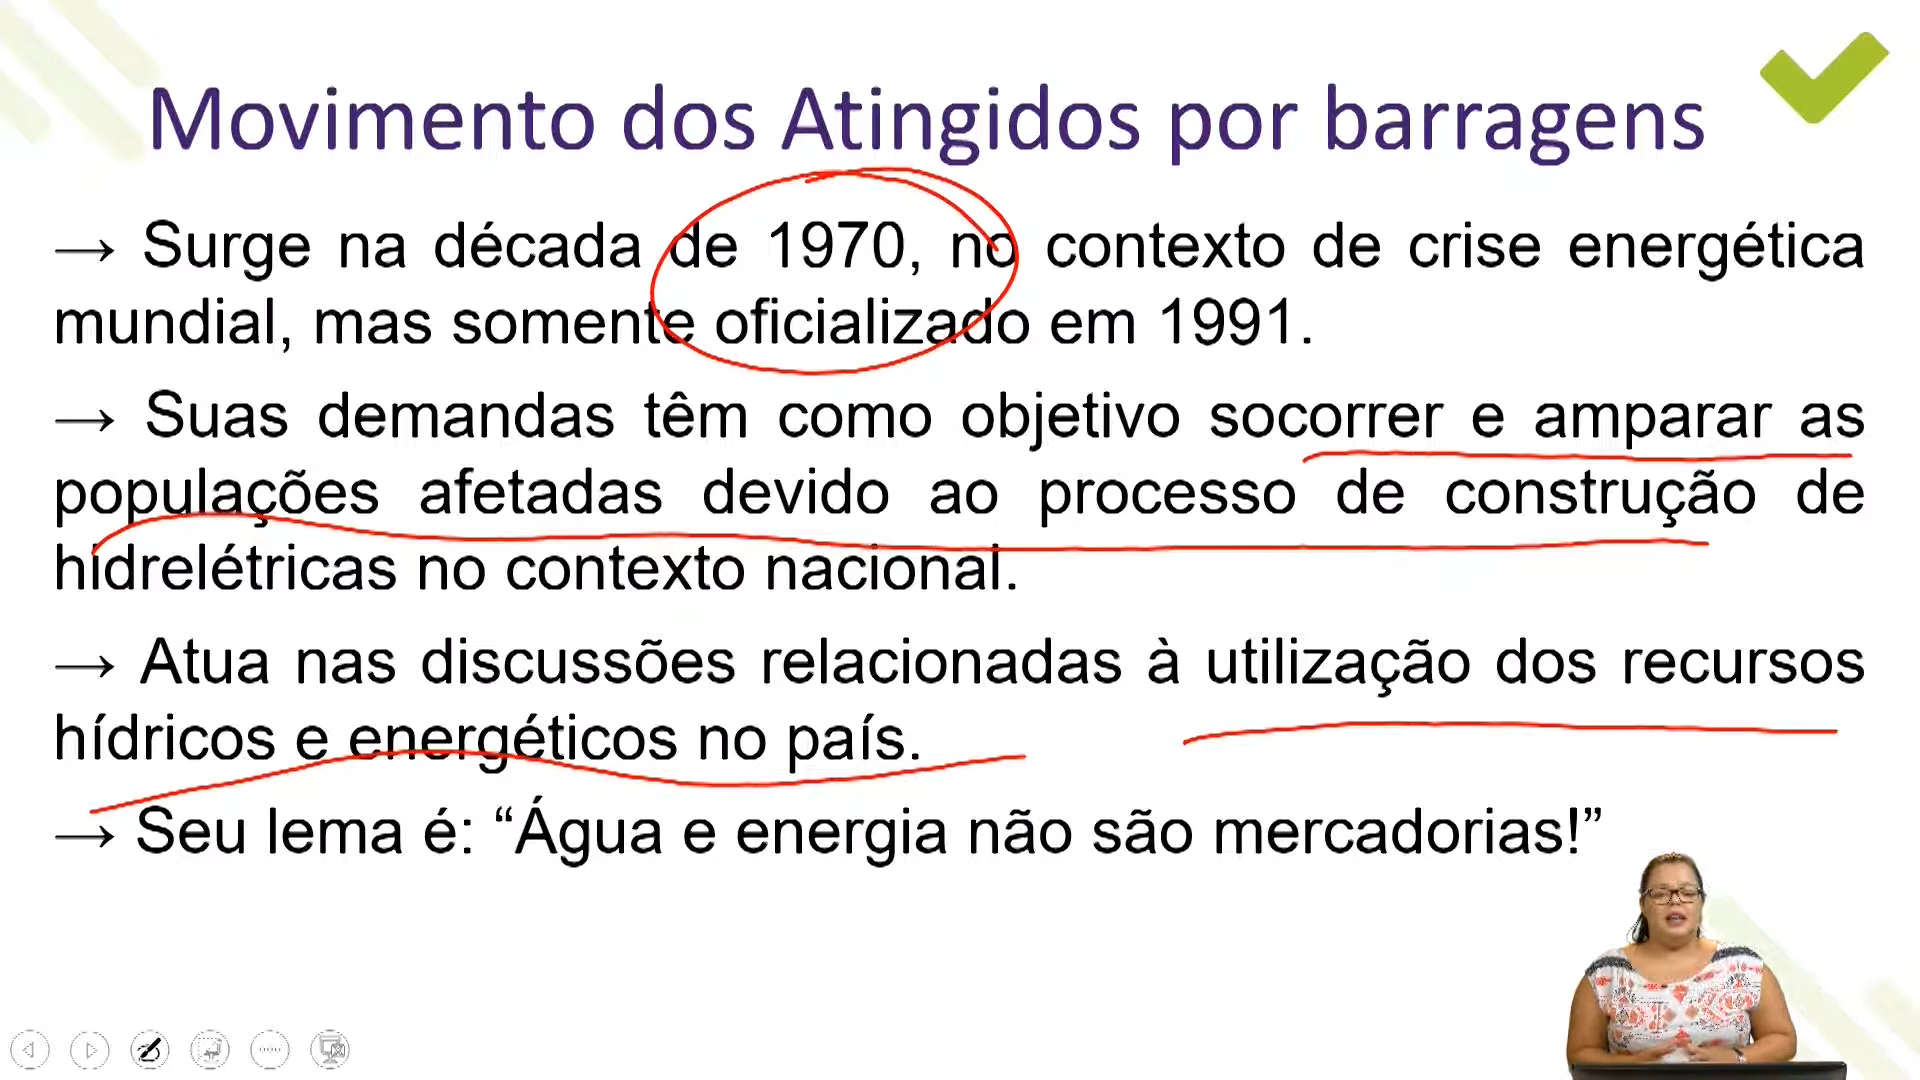 Movimento dos Atingidos por barragens
→ Surge na década de 1970, no contexto de crise energética
mundial, mas somente oficializado em 1991.
→ Suas demandas têm como objetivo socorrer e amparar as
populações afetadas devido ao processo de construção de
hidrelétricas no contexto nacional.
→ Atua nas discussões relacionadas à utilização dos recursos
hídricos e energéticos no país.
→ Seu lema é: “Água e energia não são mercadorias!”